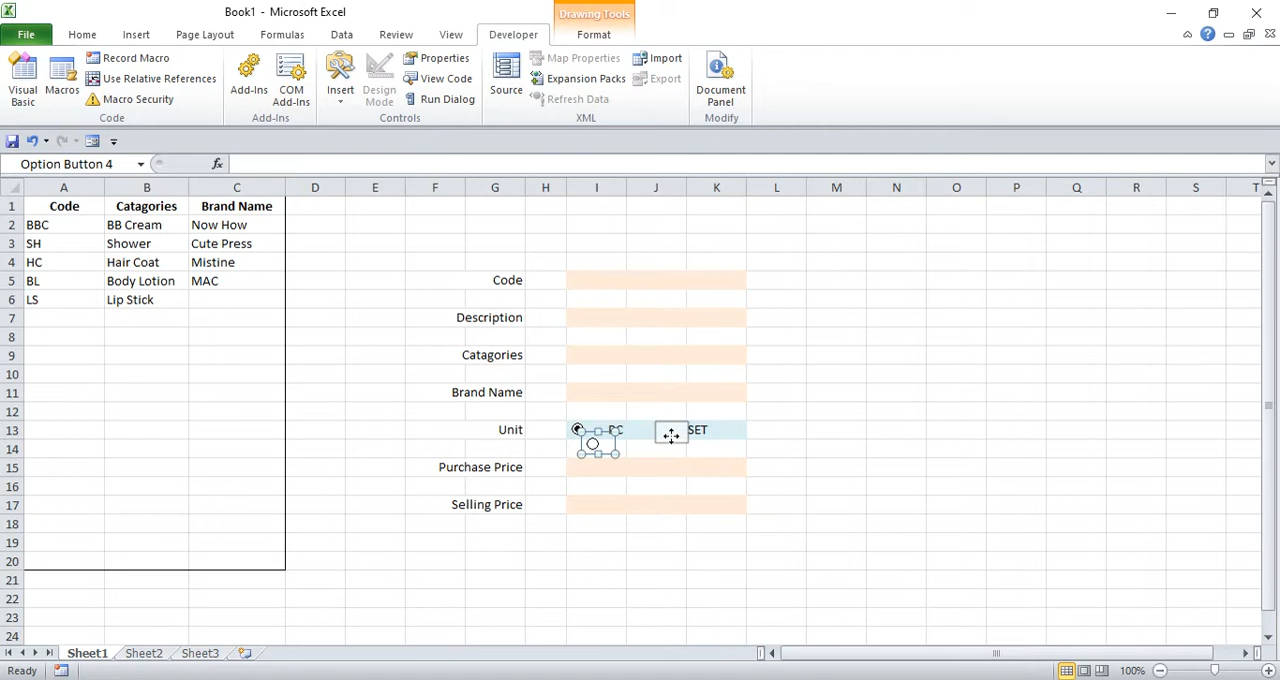 Book1 - Microsoft Excel
Drawing Tools
File Home Insert Page Layout Formulas Data Review View Developer Format
Visual Basic
Macros
Record Macro
Use Relative References
Macro Security
Code
Add-Ins
COM Add-Ins
Add-Ins
Insert
Design Mode
Properties
View Code
Run Dialog
Controls
Source
Map Properties
Expansion Packs
Refresh Data
Import
Export
XML
Document Panel
Modify
Option Button 4
fx
A B C D E F G H I J K L M N O P Q R S T
1 Code Catagories Brand Name
2 BBC BB Cream Now How
3 SH Shower Cute Press
4 HC Hair Coat Mistine
5 BL Body Lotion MAC Code
6 LS Lip Stick
7 Description
8
9 Catagories
10
11 Brand Name
12
13 Unit PC SET
14
15 Purchase Price
16
17 Selling Price
18
19
20
21
22
23
24
Sheet1 Sheet2 Sheet3
Ready 100%